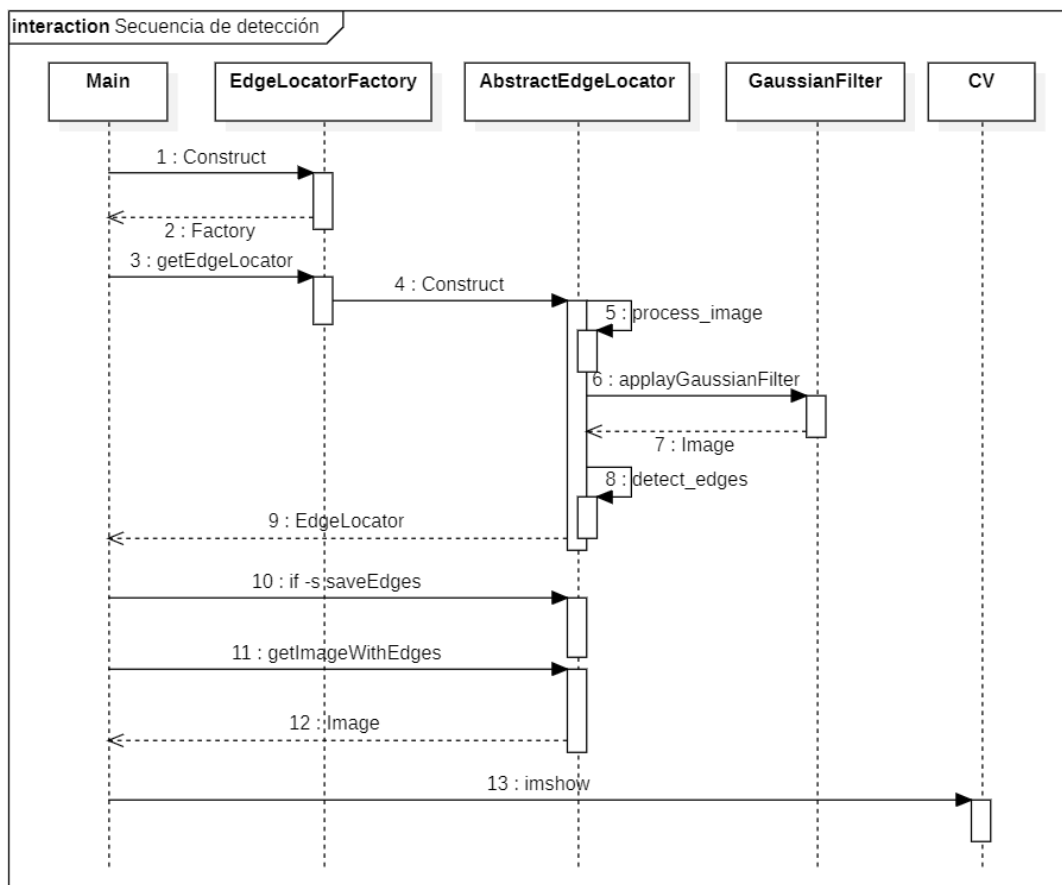 interaction Secuencia de detección
Main
EdgeLocatorFactory
AbstractEdgeLocator
GaussianFilter
CV
1 : Construct
2 : Factory
3 : getEdgeLocator
4 : Construct
5 : process_image
6 : applayGaussianFilter
7 : Image
8 : detect_edges
9 : EdgeLocator
10 : if -s saveEdges
11 : getImageWithEdges
12 : Image
13 : imshow